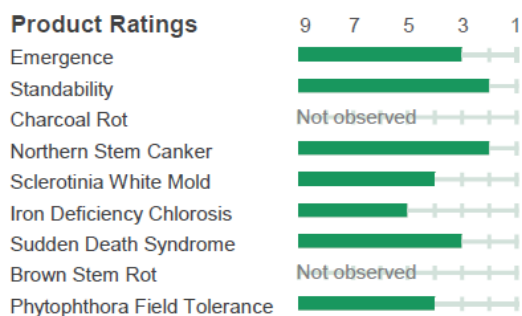 Product Ratings 9 7 5 3 1
Emergence
Standability
Charcoal Rot Not observed
Northern Stem Canker
Sclerotinia White Mold
Iron Deficiency Chlorosis
Sudden Death Syndrome
Brown Stem Rot Not observed
Phytophthora Field Tolerance